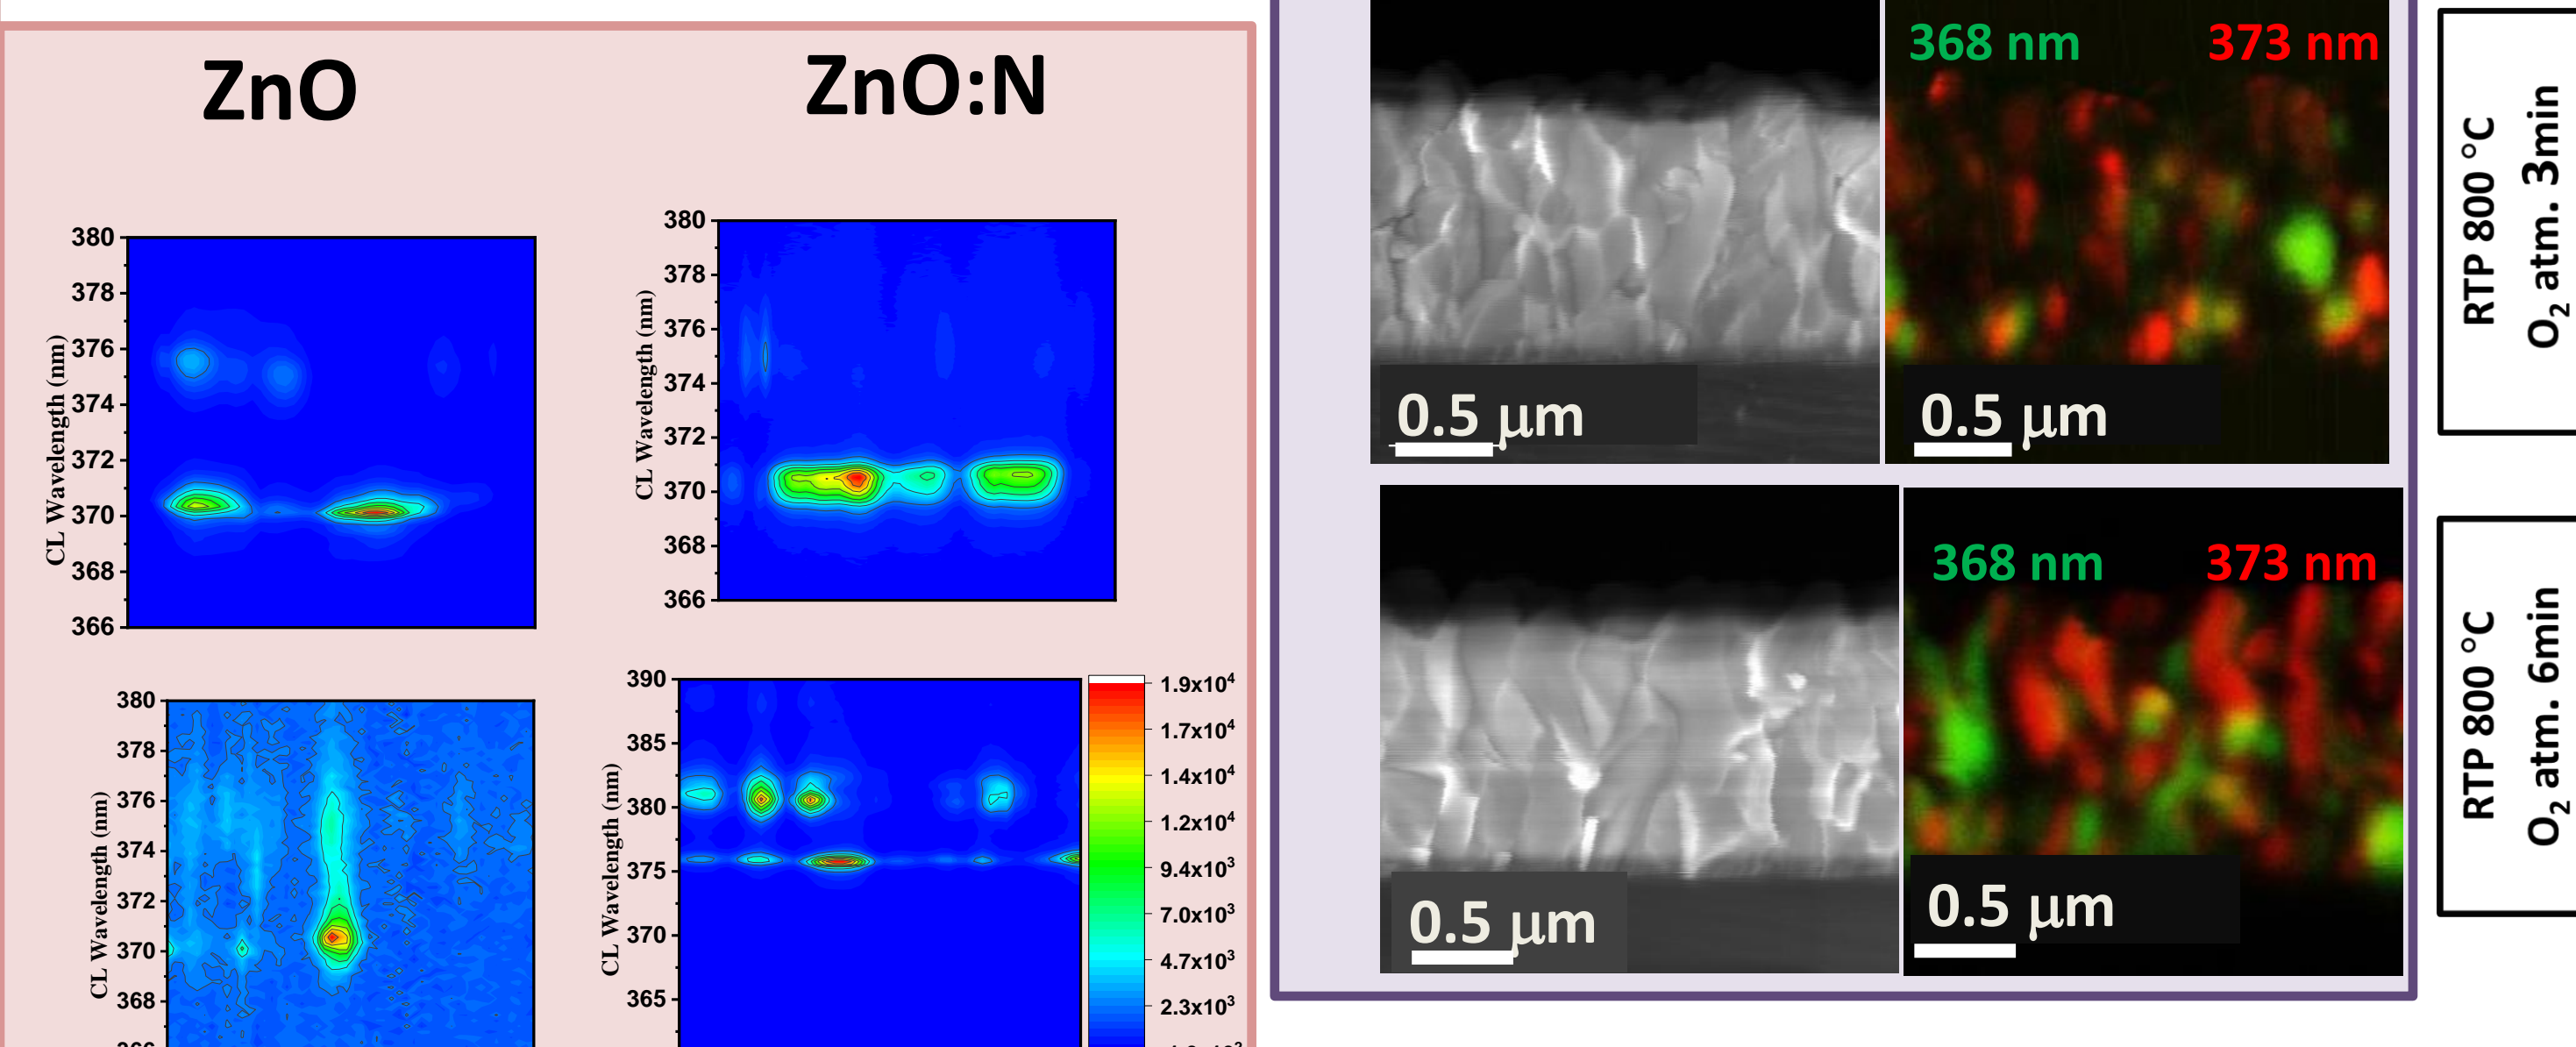 ZnO
ZnO:N
380
378
376
374
372
370
368
366
CL Wavelength (nm)
380
378
376
374
372
370
368
366
CL Wavelength (nm)
380
378
376
374
372
370
368
CL Wavelength (nm)
390
385
380
375
370
365
CL Wavelength (nm)
1.9x10⁴
1.7x10⁴
1.4x10⁴
1.2x10⁴
9.4x10³
7.0x10³
4.7x10³
2.3x10³
0.5 µm
368 nm 373 nm
0.5 µm
RTP 800 °C
O₂ atm. 3min
0.5 µm
368 nm 373 nm
0.5 µm
RTP 800 °C
O₂ atm. 6min